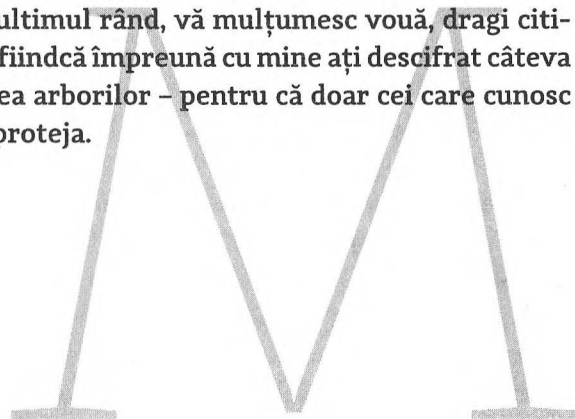 ultimul rând, vă mulțumesc vouă, dragi citi-
fiindcă împreună cu mine ați descifrat câteva
ea arborilor – pentru că doar cei care cunosc
proteja.
M